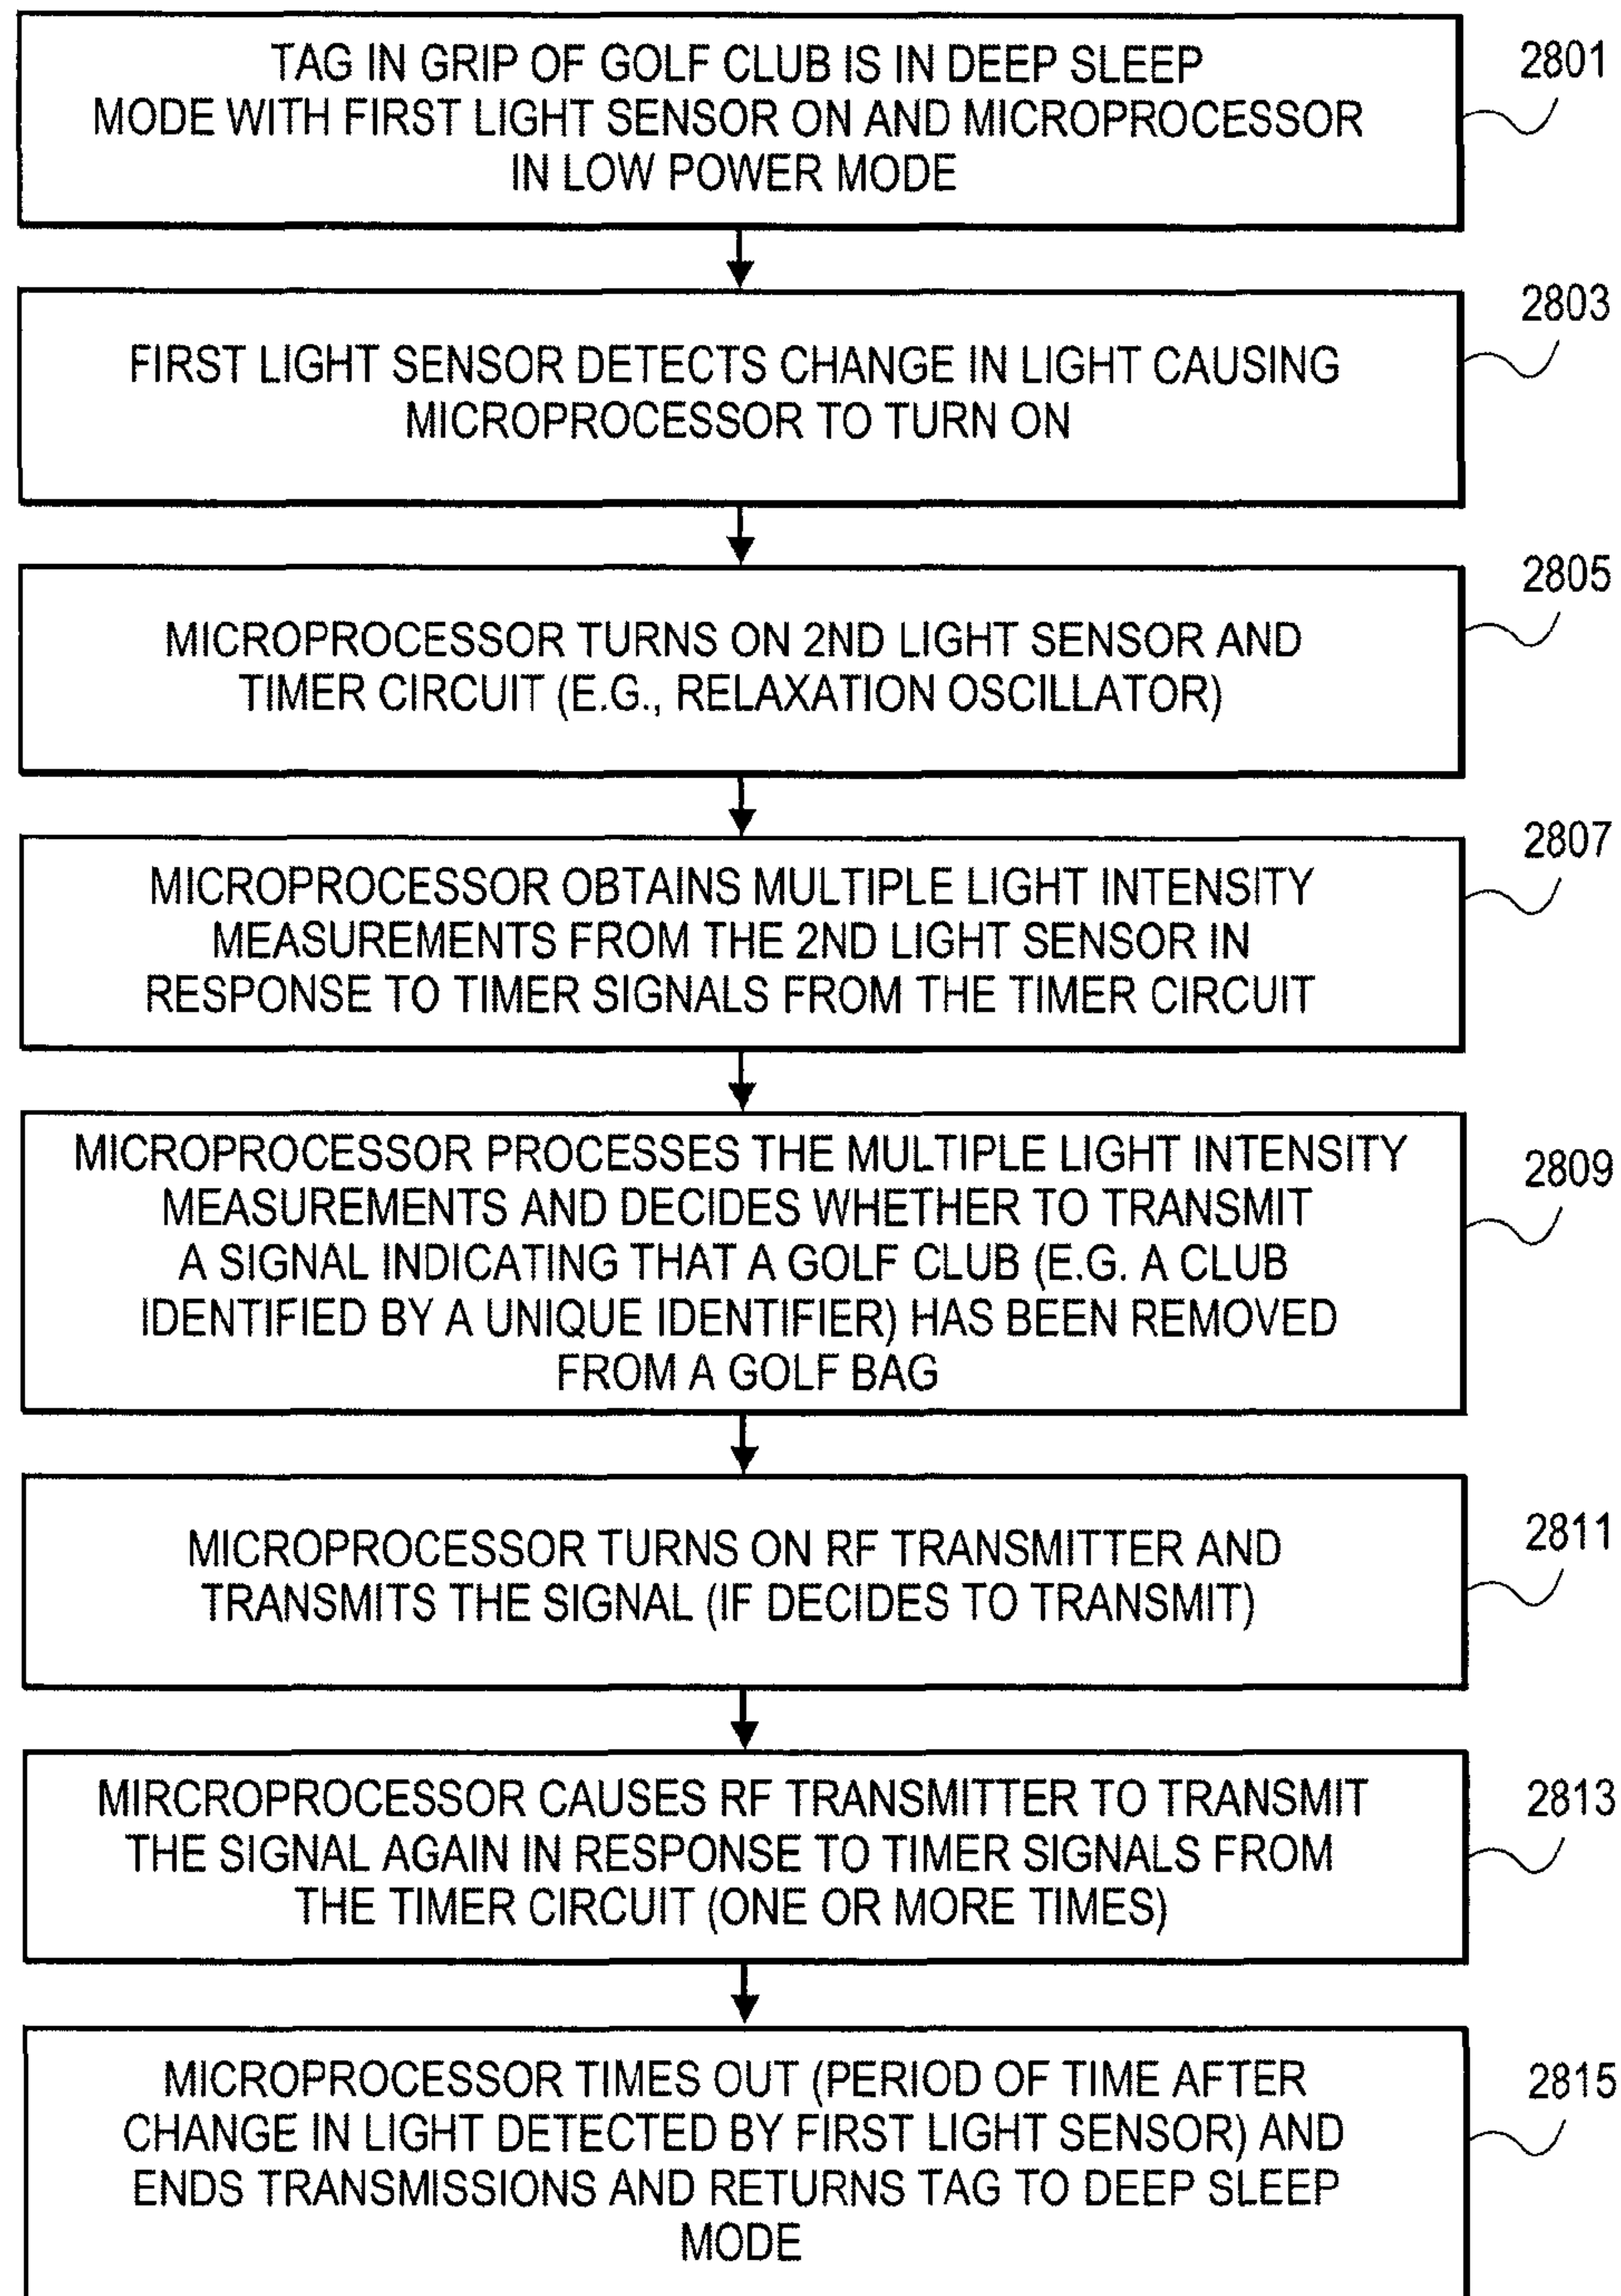 TAG IN GRIP OF GOLF CLUB IS IN DEEP SLEEP
MODE WITH FIRST LIGHT SENSOR ON AND MICROPROCESSOR
IN LOW POWER MODE
2801
FIRST LIGHT SENSOR DETECTS CHANGE IN LIGHT CAUSING
MICROPROCESSOR TO TURN ON
2803
MICROPROCESSOR TURNS ON 2ND LIGHT SENSOR AND
TIMER CIRCUIT (E.G., RELAXATION OSCILLATOR)
2805
MICROPROCESSOR OBTAINS MULTIPLE LIGHT INTENSITY
MEASUREMENTS FROM THE 2ND LIGHT SENSOR IN
RESPONSE TO TIMER SIGNALS FROM THE TIMER CIRCUIT
2807
MICROPROCESSOR PROCESSES THE MULTIPLE LIGHT INTENSITY
MEASUREMENTS AND DECIDES WHETHER TO TRANSMIT
A SIGNAL INDICATING THAT A GOLF CLUB (E.G. A CLUB
IDENTIFIED BY A UNIQUE IDENTIFIER) HAS BEEN REMOVED
FROM A GOLF BAG
2809
MICROPROCESSOR TURNS ON RF TRANSMITTER AND
TRANSMITS THE SIGNAL (IF DECIDES TO TRANSMIT)
2811
MIRCROPROCESSOR CAUSES RF TRANSMITTER TO TRANSMIT
THE SIGNAL AGAIN IN RESPONSE TO TIMER SIGNALS FROM
THE TIMER CIRCUIT (ONE OR MORE TIMES)
2813
MICROPROCESSOR TIMES OUT (PERIOD OF TIME AFTER
CHANGE IN LIGHT DETECTED BY FIRST LIGHT SENSOR) AND
ENDS TRANSMISSIONS AND RETURNS TAG TO DEEP SLEEP
MODE
2815